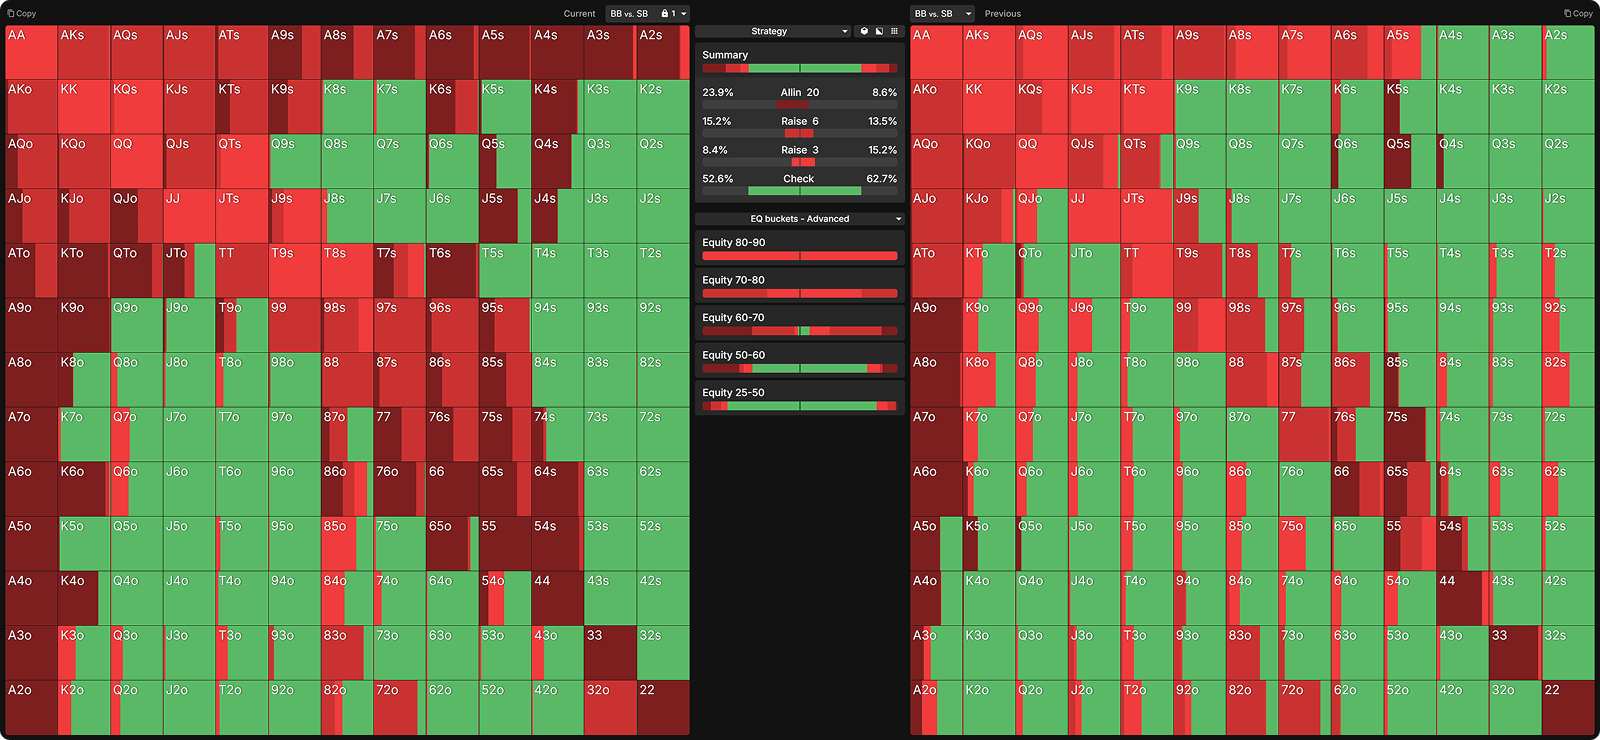 Copy
Current
BB vs. SB 1
AA AKs AQs AJs ATs A9s A8s A7s A6s A5s A4s A3s A2s
AKo KK KQs KJs KTs K9s K8s K7s K6s K5s K4s K3s K2s
AQo KQo QQ QJs QTs Q9s Q8s Q7s Q6s Q5s Q4s Q3s Q2s
AJo KJo QJo JJ JTs J9s J8s J7s J6s J5s J4s J3s J2s
ATo KTo QTo JTo TT T9s T8s T7s T6s T5s T4s T3s T2s
A9o K9o Q9o J9o T9o 99 98s 97s 96s 95s 94s 93s 92s
A8o K8o Q8o J8o T8o 98o 88 87s 86s 85s 84s 83s 82s
A7o K7o Q7o J7o T7o 97o 87o 77 76s 75s 74s 73s 72s
A6o K6o Q6o J6o T6o 96o 86o 76o 66 65s 64s 63s 62s
A5o K5o Q5o J5o T5o 95o 85o 75o 65o 55 54s 53s 52s
A4o K4o Q4o J4o T4o 94o 84o 74o 64o 54o 44 43s 42s
A3o K3o Q3o J3o T3o 93o 83o 73o 63o 53o 43o 33 32s
A2o K2o Q2o J2o T2o 92o 82o 72o 62o 52o 42o 32o 22
Strategy
Summary
23.9% Allin 20 8.6%
15.2% Raise 6 13.5%
8.4% Raise 3 15.2%
52.6% Check 62.7%
EQ buckets - Advanced
Equity 80-90
Equity 70-80
Equity 60-70
Equity 50-60
Equity 25-50
BB vs. SB
Previous
Copy
AA AKs AQs AJs ATs A9s A8s A7s A6s A5s A4s A3s A2s
AKo KK KQs KJs KTs K9s K8s K7s K6s K5s K4s K3s K2s
AQo KQo QQ QJs QTs Q9s Q8s Q7s Q6s Q5s Q4s Q3s Q2s
AJo KJo QJo JJ JTs J9s J8s J7s J6s J5s J4s J3s J2s
ATo KTo QTo JTo TT T9s T8s T7s T6s T5s T4s T3s T2s
A9o K9o Q9o J9o T9o 99 98s 97s 96s 95s 94s 93s 92s
A8o K8o Q8o J8o T8o 98o 88 87s 86s 85s 84s 83s 82s
A7o K7o Q7o J7o T7o 97o 87o 77 76s 75s 74s 73s 72s
A6o K6o Q6o J6o T6o 96o 86o 76o 66 65s 64s 63s 62s
A5o K5o Q5o J5o T5o 95o 85o 75o 65o 55 54s 53s 52s
A4o K4o Q4o J4o T4o 94o 84o 74o 64o 54o 44 43s 42s
A3o K3o Q3o J3o T3o 93o 83o 73o 63o 53o 43o 33 32s
A2o K2o Q2o J2o T2o 92o 82o 72o 62o 52o 42o 32o 22